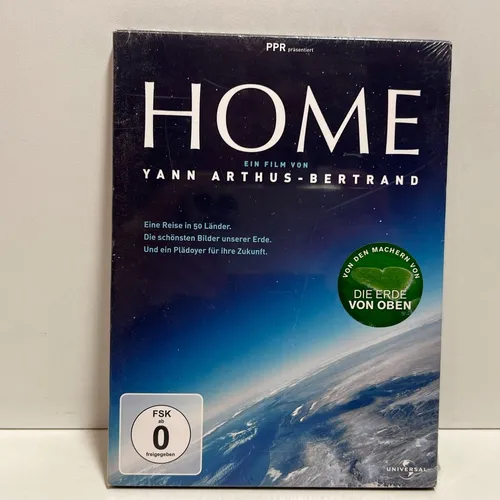 PPR präsentiert
HOME
EIN FILM VON
YANN ARTHUS-BERTRAND
Eine Reise in 50 Länder.
Die schönsten Bilder unserer Erde.
Und ein Plädoyer für Ihre Zukunft.
VON DEN MACHERN VON
DIE ERDE
VON OBEN
FSK
ab
0
freigegeben
UNIVERSAL